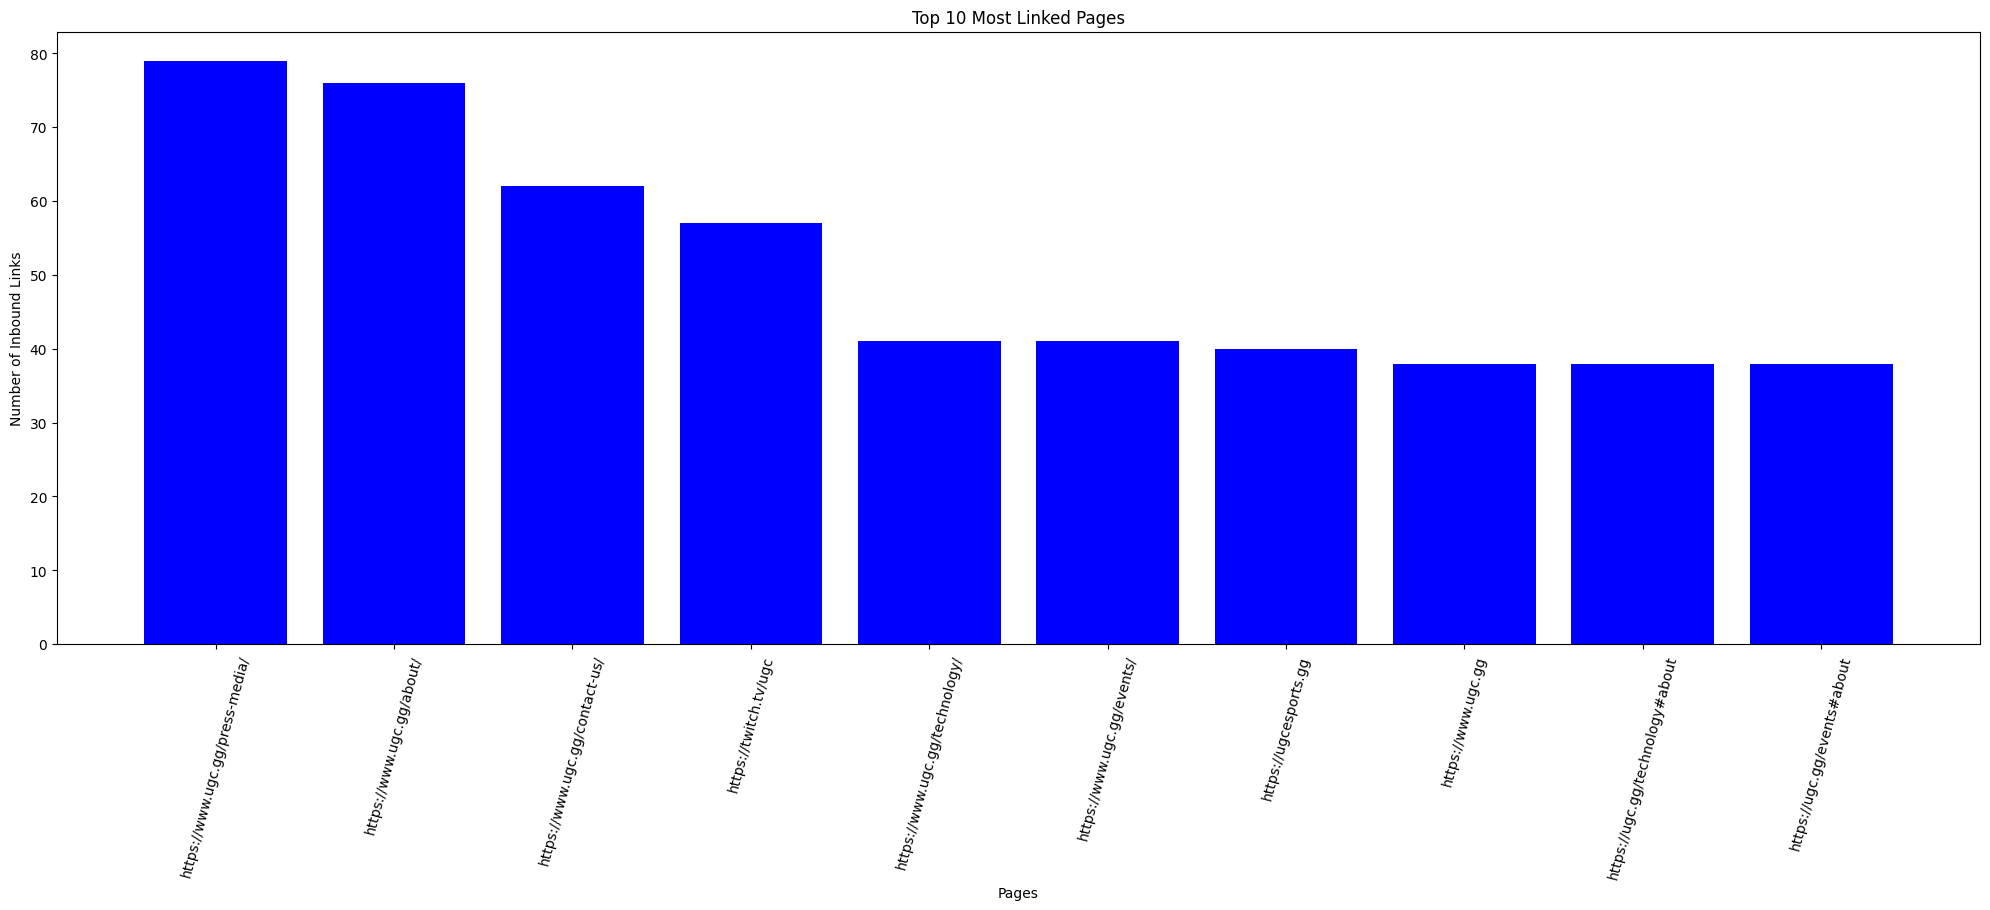 Top 10 Most Linked Pages
Number of Inbound Links
80
70
60
50
40
30
20
10
0
https://www.ugc.gg/press-media/
https://www.ugc.gg/about/
https://www.ugc.gg/contact-us/
https://twitch.tv/ugc
https://www.ugc.gg/technology/
https://www.ugc.gg/events/
https://ugcesports.gg
https://www.ugc.gg
https://ugc.gg/technology#about
https://ugc.gg/events#about
Pages